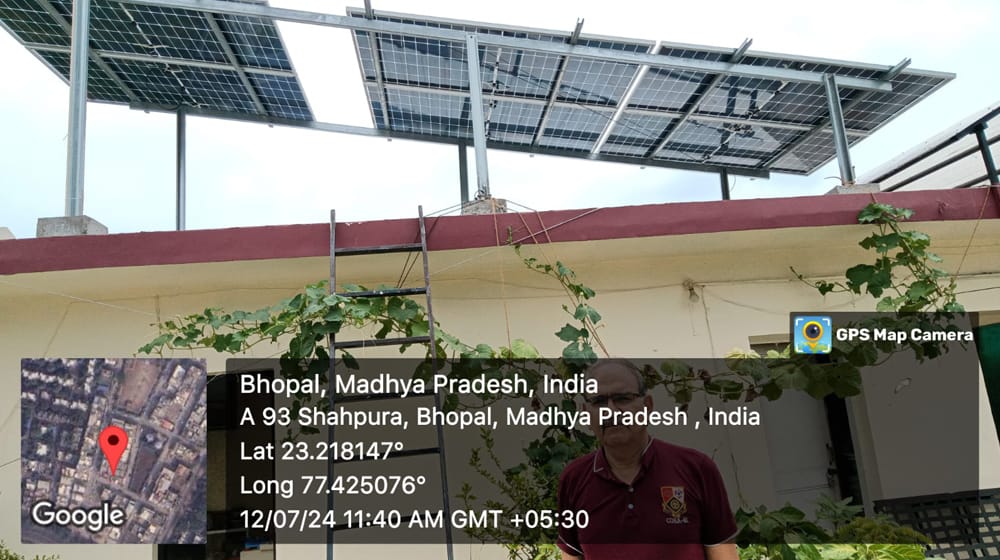 GPS Map Camera
Bhopal, Madhya Pradesh, India
A 93 Shahpura, Bhopal, Madhya Pradesh , India
Lat 23.218147°
Long 77.425076°
12/07/24 11:40 AM GMT +05:30
Google